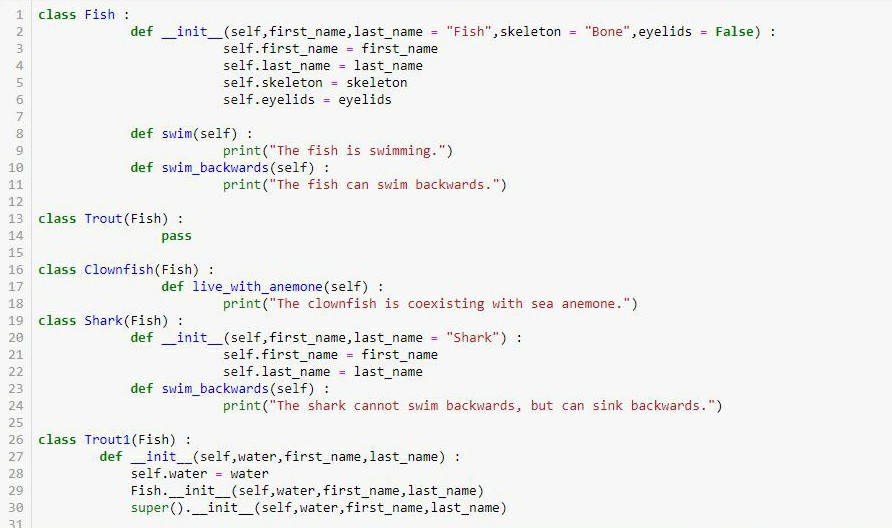 1 class Fish :
2 def __init__(self,first_name,last_name = "Fish",skeleton = "Bone",eyelids = False) :
3 self.first_name = first_name
4 self.last_name = last_name
5 self.skeleton = skeleton
6 self.eyelids = eyelids
7
8 def swim(self) :
9 print("The fish is swimming.")
10 def swim_backwards(self) :
11 print("The fish can swim backwards.")
12
13 class Trout(Fish) :
14 pass
15
16 class Clownfish(Fish) :
17 def live_with_anemone(self) :
18 print("The clownfish is coexisting with sea anemone.")
19 class Shark(Fish) :
20 def __init__(self,first_name,last_name = "Shark") :
21 self.first_name = first_name
22 self.last_name = last_name
23 def swim_backwards(self) :
24 print("The shark cannot swim backwards, but can sink backwards.")
25
26 class Trout1(Fish) :
27 def __init__(self,water,first_name,last_name) :
28 self.water = water
29 Fish.__init__(self,water,first_name,last_name)
30 super().__init__(self,water,first_name,last_name)
31